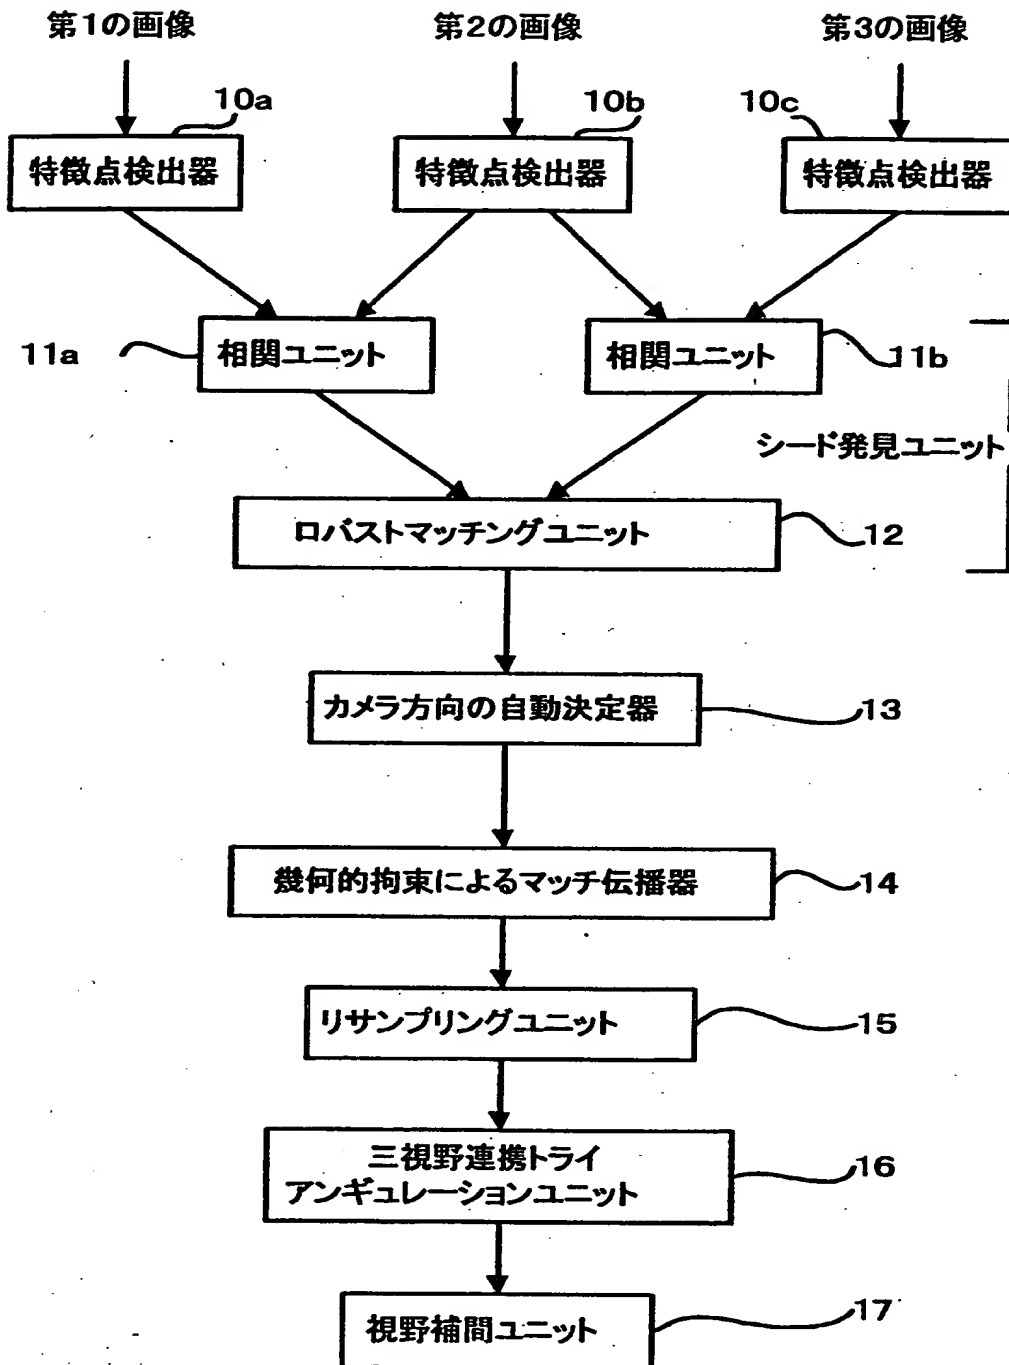 第1の画像
第2の画像
第3の画像
10a
10b
10c
特徴点検出器
特徴点検出器
特徴点検出器
11a
相関ユニット
相関ユニット
11b
シード発見ユニット
ロバストマッチングユニット
12
カメラ方向の自動決定器
13
幾何的拘束によるマッチ伝播器
14
リサンプリングユニット
15
三視野連携トライ
アンギュレーションユニット
16
視野補間ユニット
17